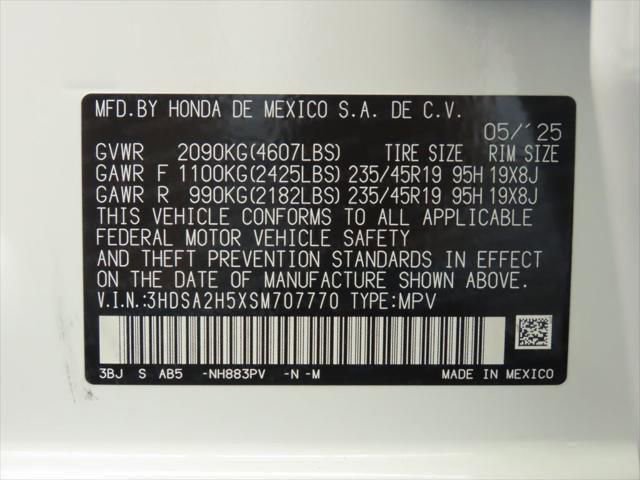 MFD.BY HONDA DE MEXICO S.A. DE C.V.
05/´25
GVWR 2090KG(4607LBS) TIRE SIZE RIM SIZE
GAWR F 1100KG(2425LBS) 235/45R19 95H 19X8J
GAWR R 990KG(2182LBS) 235/45R19 95H 19X8J
THIS VEHICLE CONFORMS TO ALL APPLICABLE
FEDERAL MOTOR VEHICLE SAFETY
AND THEFT PREVENTION STANDARDS IN EFFECT
ON THE DATE OF MANUFACTURE SHOWN ABOVE.
V.I.N.:3HDSA2H5XSM707770 TYPE:MPV
3BJ S AB5 -NH883PV -N -M MADE IN MEXICO